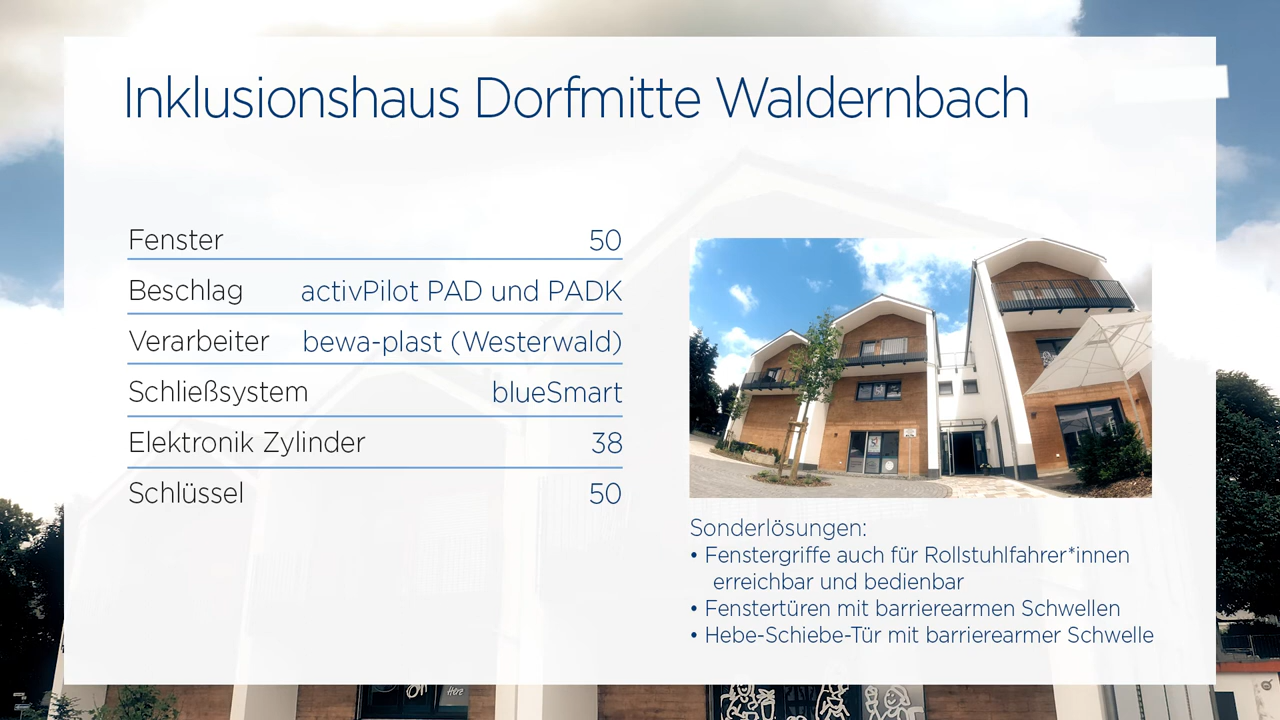 Inklusionshaus Dorfmitte Waldernbach
Fenster 50
Beschlag activPilot PAD und PADK
Verarbeiter bewa-plast (Westerwald)
Schließsystem blueSmart
Elektronik Zylinder 38
Schlüssel 50
Sonderlösungen:
• Fenstergriffe auch für Rollstuhlfahrer*innen
erreichbar und bedienbar
• Fenstertüren mit barrierearmen Schwellen
• Hebe-Schiebe-Tür mit barrierearmer Schwelle